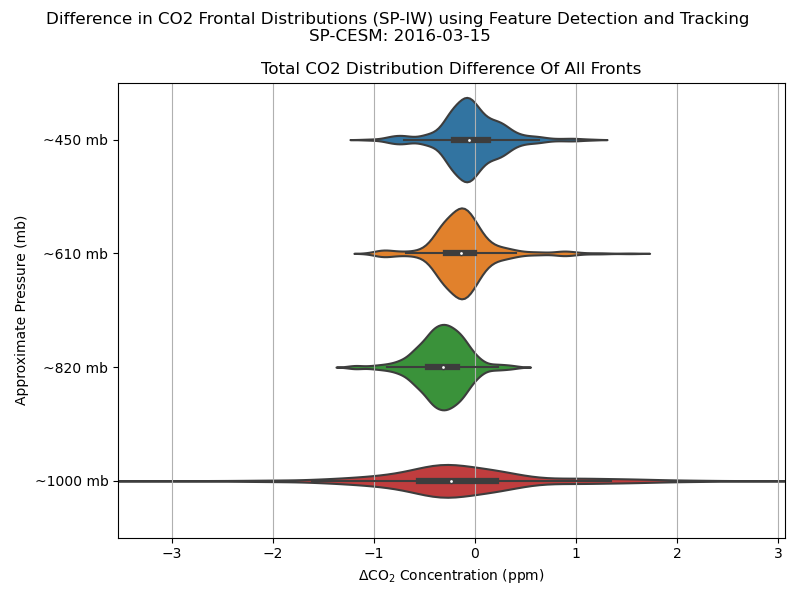 Difference in CO2 Frontal Distributions (SP-IW) using Feature Detection and Tracking
SP-CESM: 2016-03-15
Total CO2 Distribution Difference Of All Fronts
Approximate Pressure (mb)
~450 mb
~610 mb
~820 mb
~1000 mb
−3 −2 −1 0 1 2 3
ΔCO₂ Concentration (ppm)